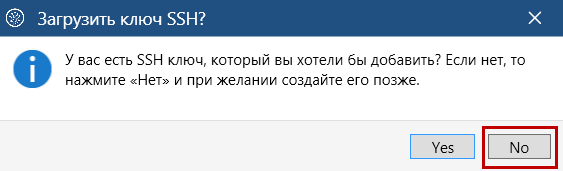 Загрузить ключ SSH?
У вас есть SSH ключ, который вы хотели бы добавить? Если нет, то
нажмите «Нет» и при желании создайте его позже.
Yes
No